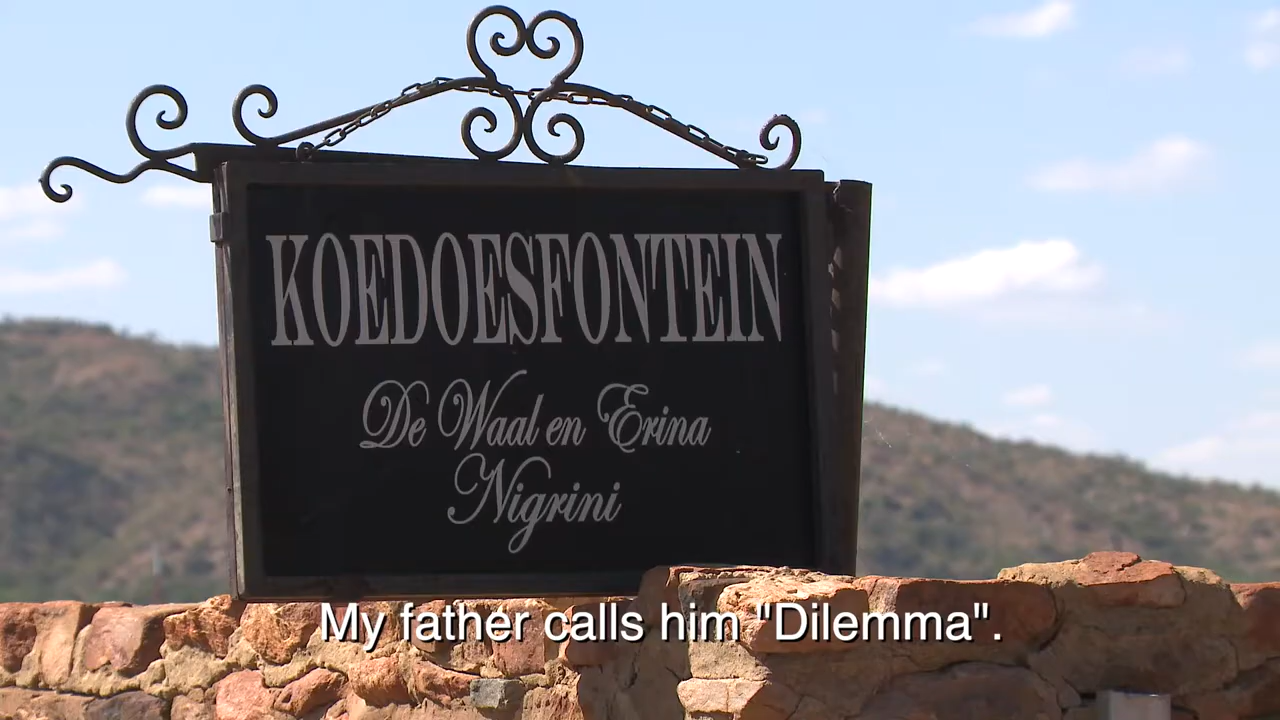 KOEDOESFONTEIN
De Waal en Erina
Nigrini
My father calls him "Dilemma".